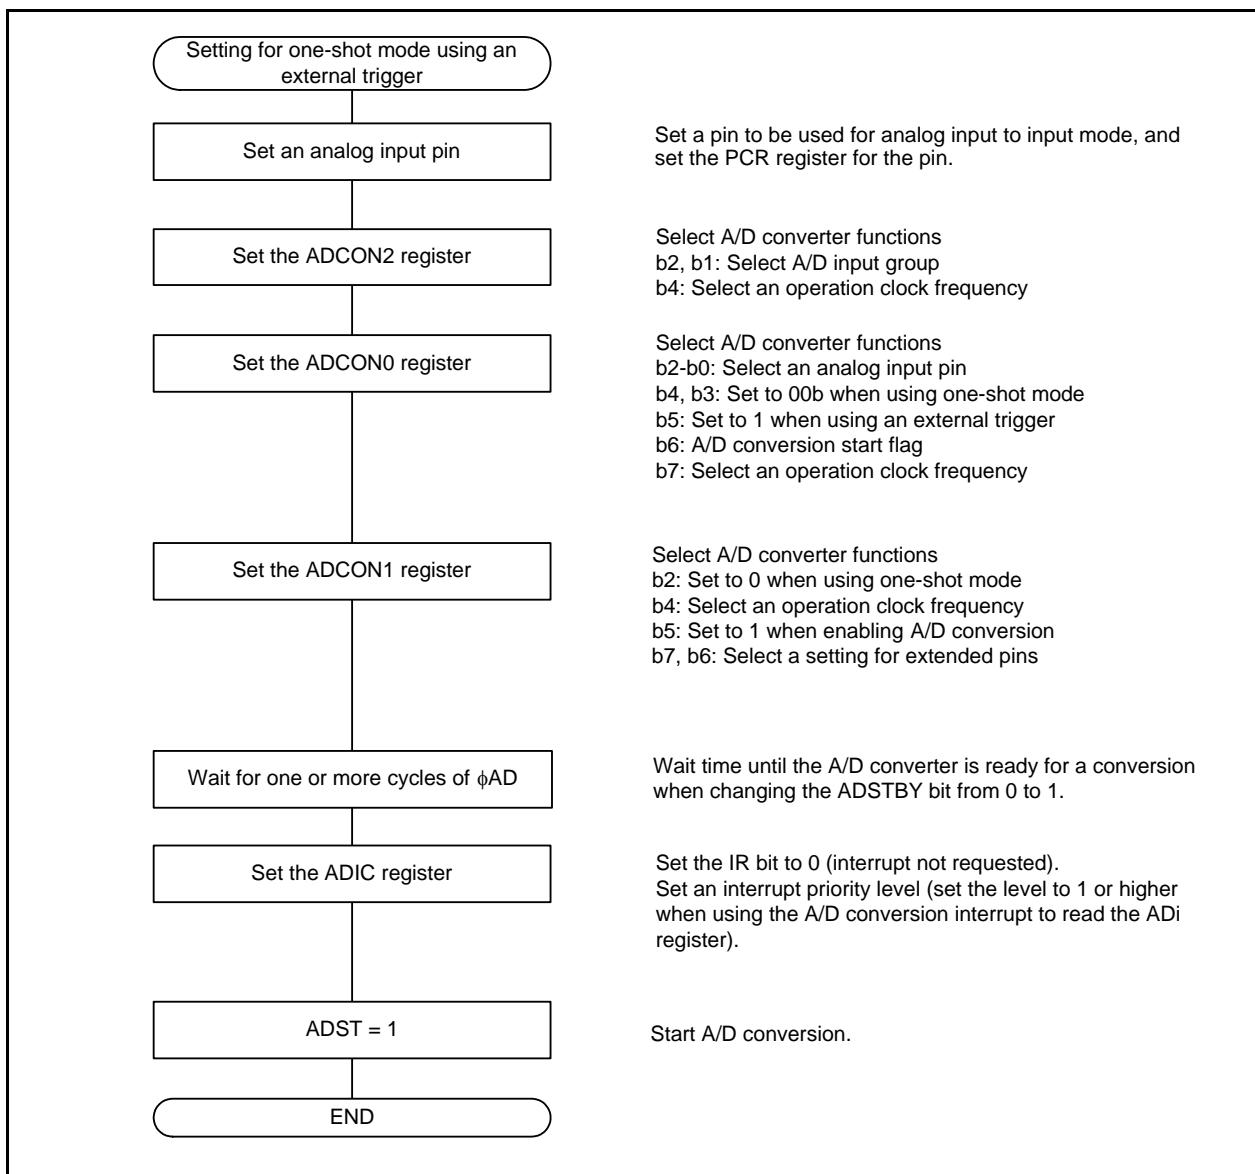 Setting for one-shot mode using an
external trigger
Set an analog input pin
Set a pin to be used for analog input to input mode, and
set the PCR register for the pin.
Set the ADCON2 register
Select A/D converter functions
b2, b1: Select A/D input group
b4: Select an operation clock frequency
Set the ADCON0 register
Select A/D converter functions
b2-b0: Select an analog input pin
b4, b3: Set to 00b when using one-shot mode
b5: Set to 1 when using an external trigger
b6: A/D conversion start flag
b7: Select an operation clock frequency
Set the ADCON1 register
Select A/D converter functions
b2: Set to 0 when using one-shot mode
b4: Select an operation clock frequency
b5: Set to 1 when enabling A/D conversion
b7, b6: Select a setting for extended pins
Wait for one or more cycles of ϕAD
Wait time until the A/D converter is ready for a conversion
when changing the ADSTBY bit from 0 to 1.
Set the ADIC register
Set the IR bit to 0 (interrupt not requested).
Set an interrupt priority level (set the level to 1 or higher
when using the A/D conversion interrupt to read the ADi
register).
ADST = 1
Start A/D conversion.
END